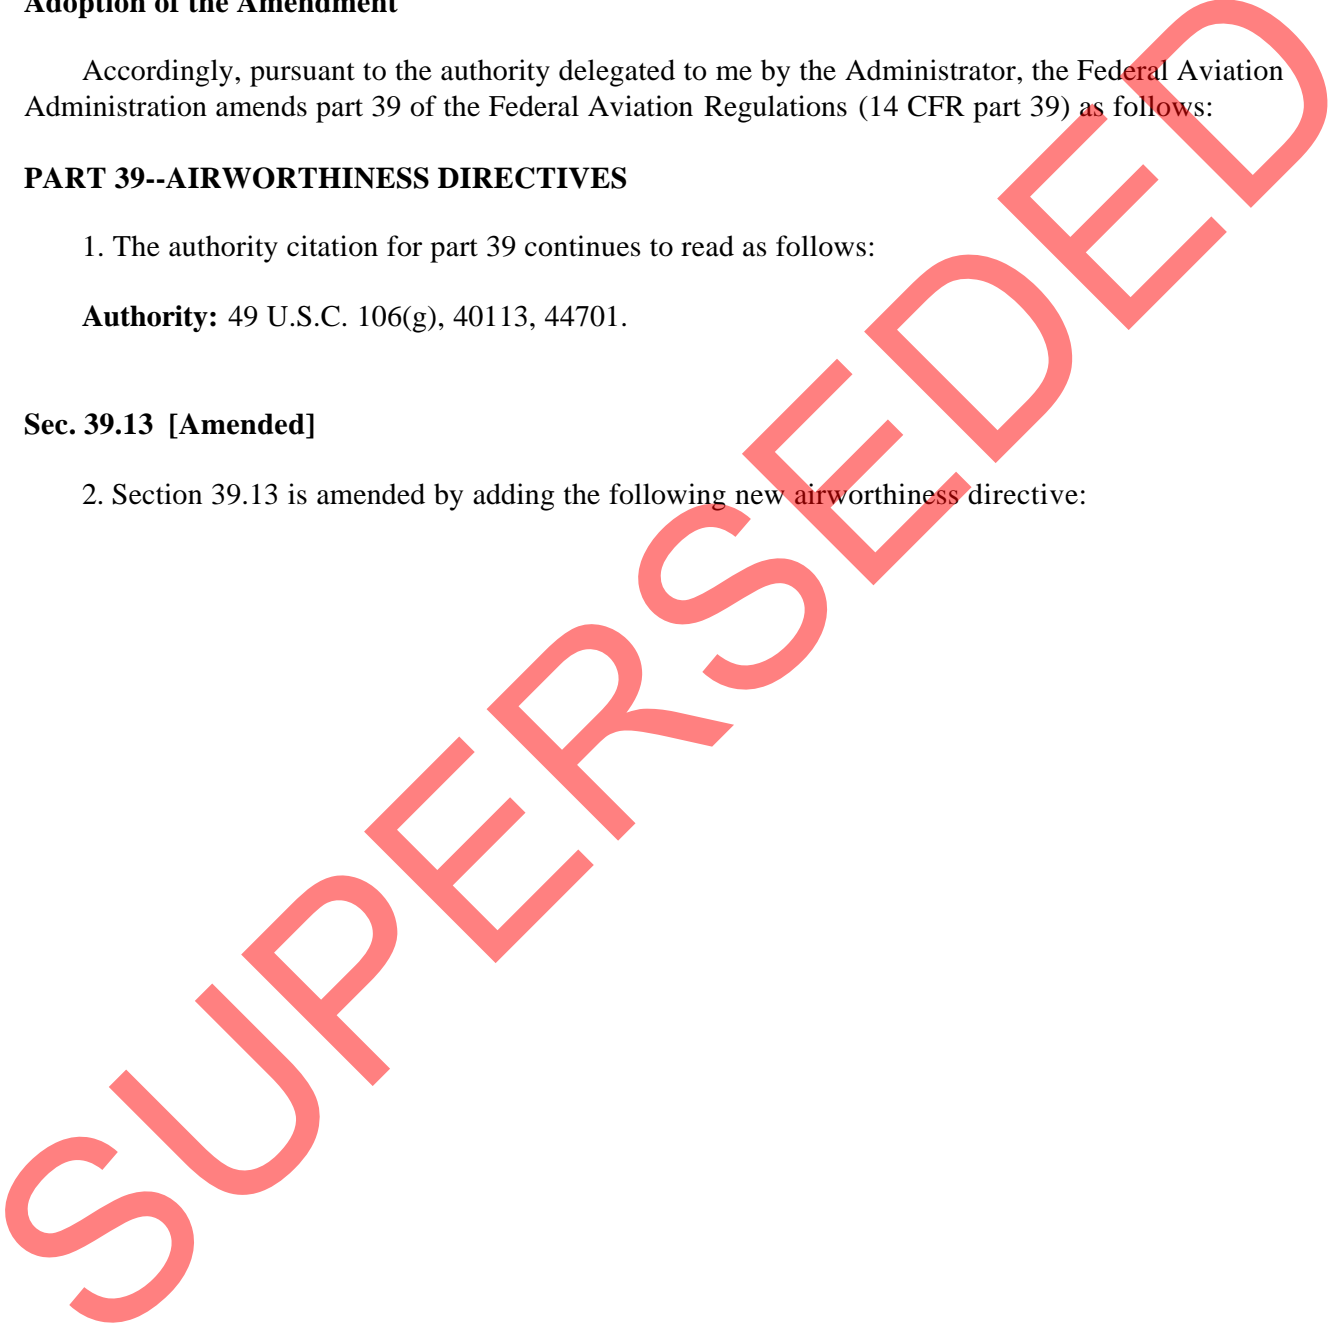 Adoption of the Amendment
Accordingly, pursuant to the authority delegated to me by the Administrator, the Federal Aviation
Administration amends part 39 of the Federal Aviation Regulations (14 CFR part 39) as follows:
PART 39--AIRWORTHINESS DIRECTIVES
1. The authority citation for part 39 continues to read as follows:
Authority: 49 U.S.C. 106(g), 40113, 44701.
Sec. 39.13 [Amended]
2. Section 39.13 is amended by adding the following new airworthiness directive:
SUPERSEDED